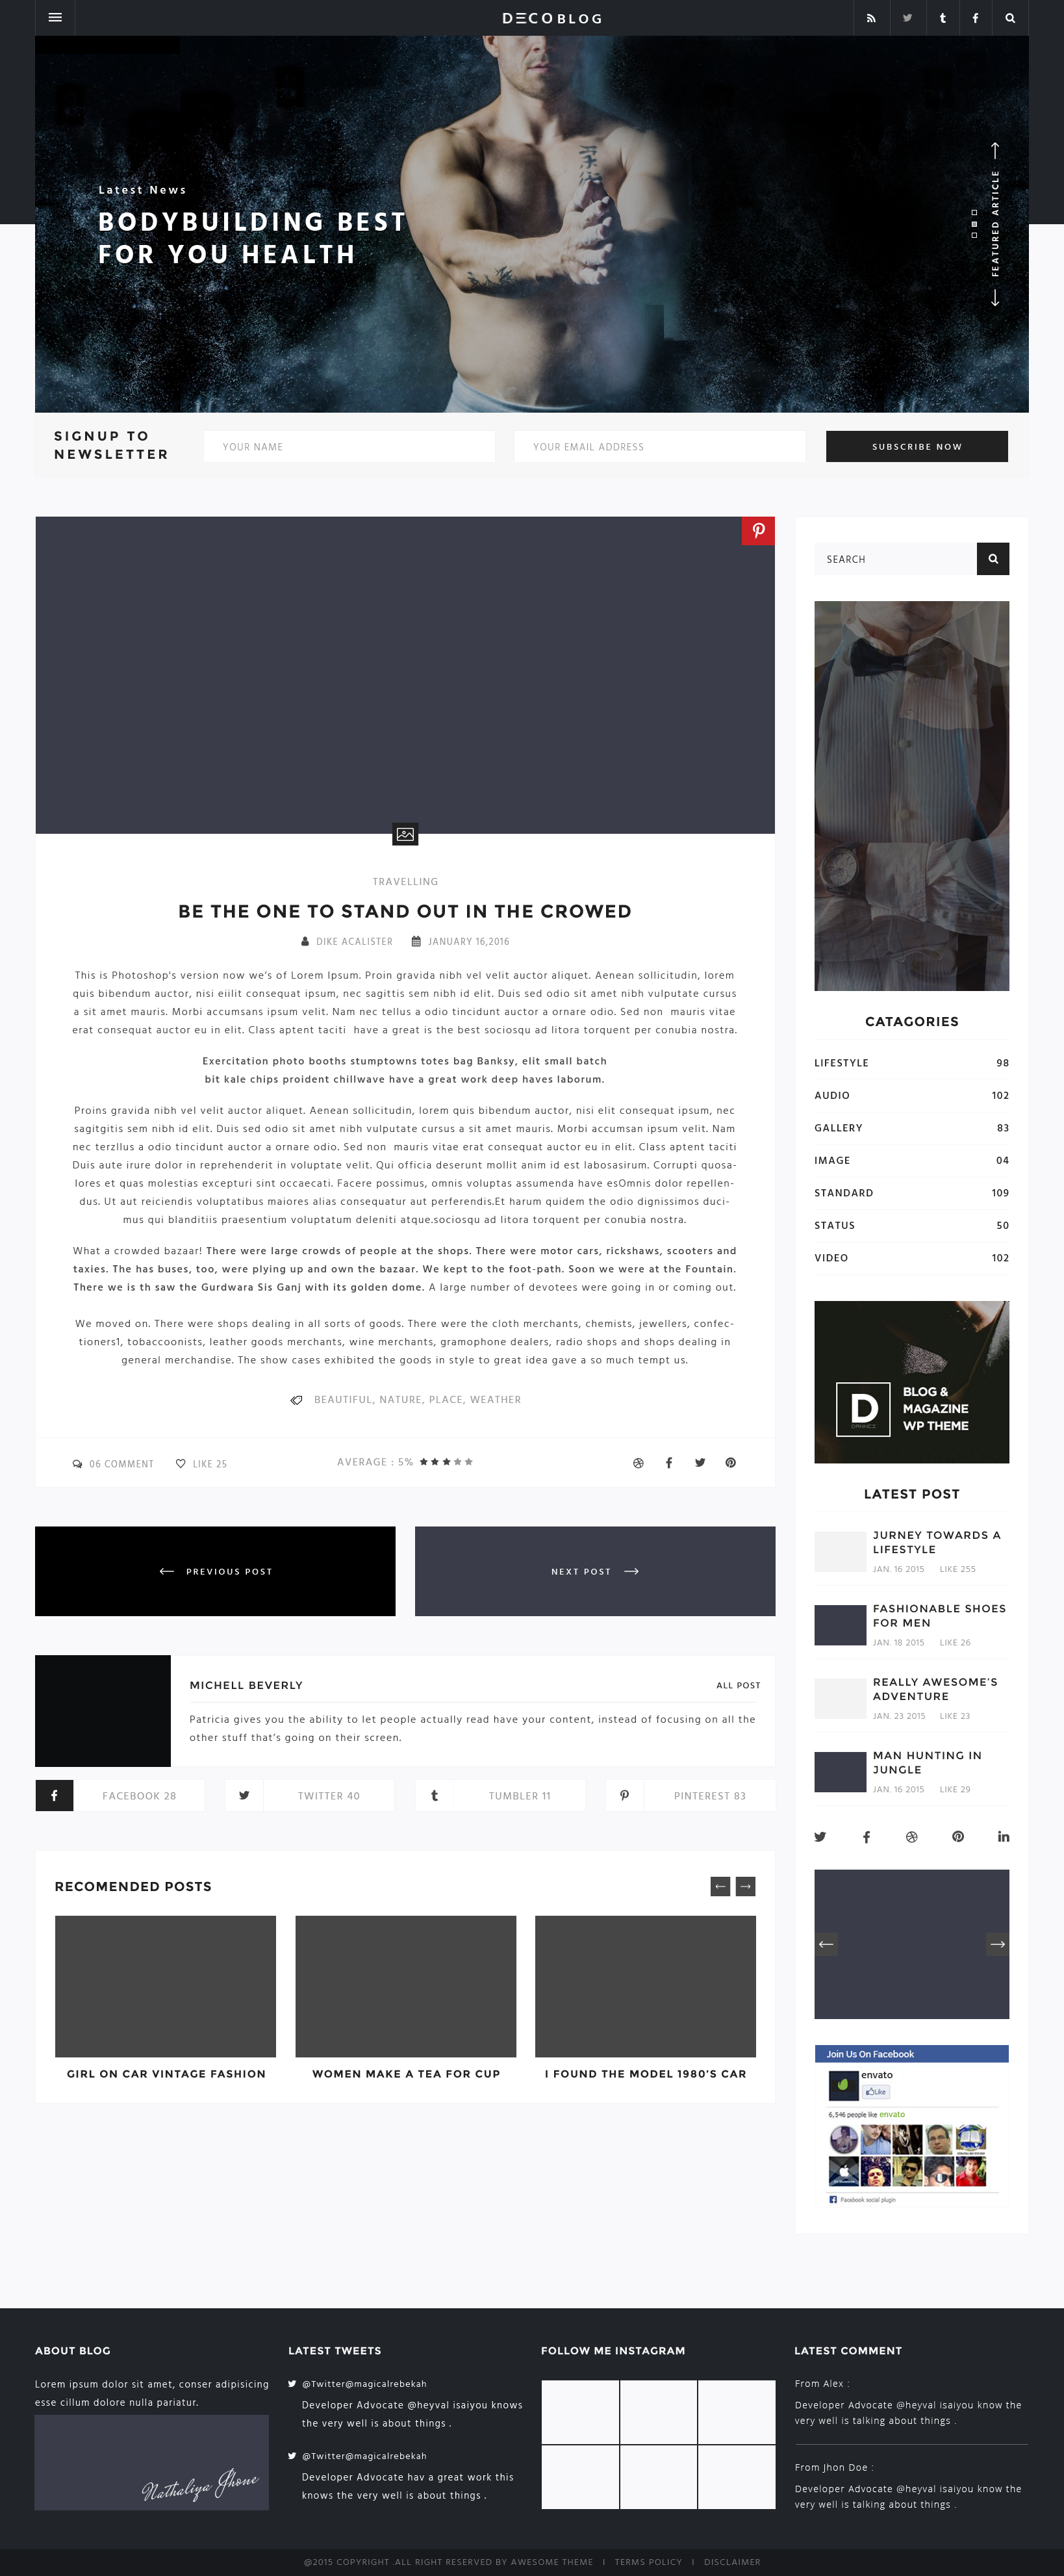 DECOBLOG
Latest News
BODYBUILDING BEST
FOR YOU HEALTH
FEATURED ARTICLE
SIGNUP TO
NEWSLETTER
YOUR NAME
YOUR EMAIL ADDRESS
SUBSCRIBE NOW
TRAVELLING
BE THE ONE TO STAND OUT IN THE CROWED
DIKE ACALISTER JANUARY 16,2016
This is Photoshop's version now we's of Lorem Ipsum. Proin gravida nibh vel velit auctor aliquet. Aenean sollicitudin, lorem
quis bibendum auctor, nisi eiilit consequat ipsum, nec sagittis sem nibh id elit. Duis sed odio sit amet nibh vulputate cursus
a sit amet mauris. Morbi accumsans ipsum velit. Nam nec tellus a odio tincidunt auctor a ornare odio. Sed non mauris vitae
erat consequat auctor eu in elit. Class aptent taciti have a great is the best sociosqu ad litora torquent per conubia nostra.
Exercitation photo booths stumptowns totes bag Banksy, elit small batch
bit kale chips proident chillwave have a great work deep haves laborum.
Proins gravida nibh vel velit auctor aliquet. Aenean sollicitudin, lorem quis bibendum auctor, nisi elit consequat ipsum, nec
sagitgitis sem nibh id elit. Duis sed odio sit amet nibh vulputate cursus a sit amet mauris. Morbi accumsan ipsum velit. Nam
nec terzllus a odio tincidunt auctor a ornare odio. Sed non mauris vitae erat consequat auctor eu in elit. Class aptent taciti
Duis aute irure dolor in reprehenderit in voluptate velit. Qui officia deserunt mollit anim id est labosasirum. Corrupti quosa-
lores et quas molestias excepturi sint occaecati. Facere possimus, omnis voluptas assumenda have esOmnis dolor repellen-
dus. Ut aut reiciendis voluptatibus maiores alias consequatur aut perferendis.Et harum quidem the odio dignissimos duci-
mus qui blanditiis praesentium voluptatum deleniti atque.sociosqu ad litora torquent per conubia nostra.
What a crowded bazaar! There were large crowds of people at the shops. There were motor cars, rickshaws, scooters and
taxies. The has buses, too, were plying up and own the bazaar. We kept to the foot-path. Soon we were at the Fountain.
There we is th saw the Gurdwara Sis Ganj with its golden dome. A large number of devotees were going in or coming out.
We moved on. There were shops dealing in all sorts of goods. There were the cloth merchants, chemists, jewellers, confec-
tioners1, tobaccoonists, leather goods merchants, wine merchants, gramophone dealers, radio shops and shops dealing in
general merchandise. The show cases exhibited the goods in style to great idea gave a so much tempt us.
BEAUTIFUL, NATURE, PLACE, WEATHER
06 COMMENT LIKE 25 AVERAGE : 5%
PREVIOUS POST
NEXT POST
MICHELL BEVERLY
ALL POST
Patricia gives you the ability to let people actually read have your content, instead of focusing on all the
other stuff that's going on their screen.
FACEBOOK 28
TWITTER 40
TUMBLER 11
PINTEREST 83
RECOMENDED POSTS
GIRL ON CAR VINTAGE FASHION
WOMEN MAKE A TEA FOR CUP
I FOUND THE MODEL 1980'S CAR
SEARCH
CATAGORIES
LIFESTYLE 98
AUDIO 102
GALLERY 83
IMAGE 04
STANDARD 109
STATUS 50
VIDEO 102
D
BLOG &
MAGAZINE
WP THEME
LATEST POST
JURNEY TOWARDS A
LIFESTYLE
JAN. 16 2015 LIKE 255
FASHIONABLE SHOES
FOR MEN
JAN. 18 2015 LIKE 26
REALLY AWESOME'S
ADVENTURE
JAN. 23 2015 LIKE 23
MAN HUNTING IN
JUNGLE
JAN. 16 2015 LIKE 29
Join Us On Facebook
envato
Like
6,546 people like envato
Facebook social plugin
ABOUT BLOG
Lorem ipsum dolor sit amet, conser adipisicing
esse cillum dolore nulla pariatur.
Nathaliya Jhone
LATEST TWEETS
@Twitter@magicalrebekah
Developer Advocate @heyval isaiyou knows
the very well is about things .
@Twitter@magicalrebekah
Developer Advocate hav a great work this
knows the very well is about things .
FOLLOW ME INSTAGRAM
LATEST COMMENT
From Alex :
Developer Advocate @heyval isaiyou know the
very well is talking about things .
From Jhon Doe :
Developer Advocate @heyval isaiyou know the
very well is talking about things .
@2015 COPYRIGHT .ALL RIGHT RESERVED BY AWESOME THEME I TERMS POLICY I DISCLAIMER